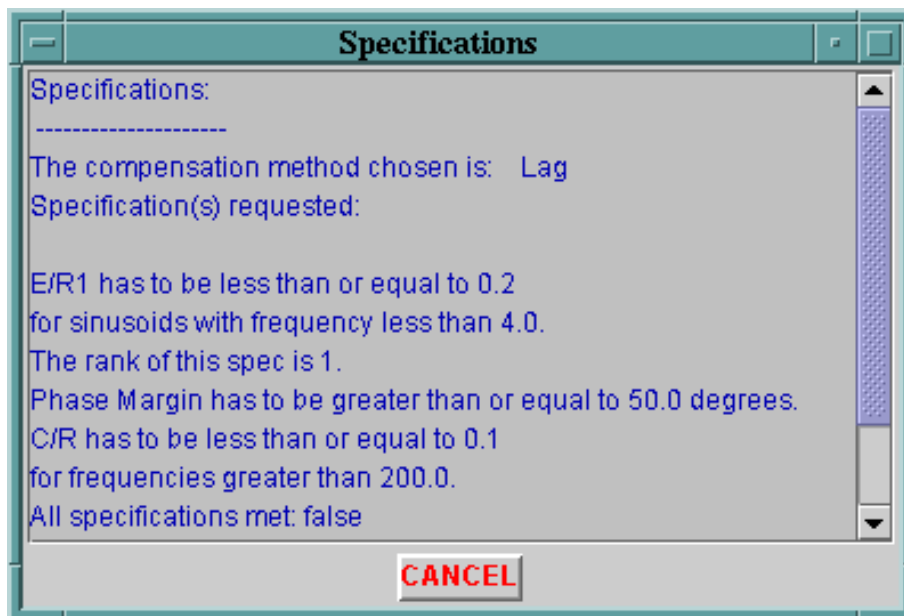 Specifications
Specifications:
---------------------
The compensation method chosen is: Lag
Specification(s) requested:
E/R1 has to be less than or equal to 0.2
for sinusoids with frequency less than 4.0.
The rank of this spec is 1.
Phase Margin has to be greater than or equal to 50.0 degrees.
C/R has to be less than or equal to 0.1
for frequencies greater than 200.0.
All specifications met: false
CANCEL